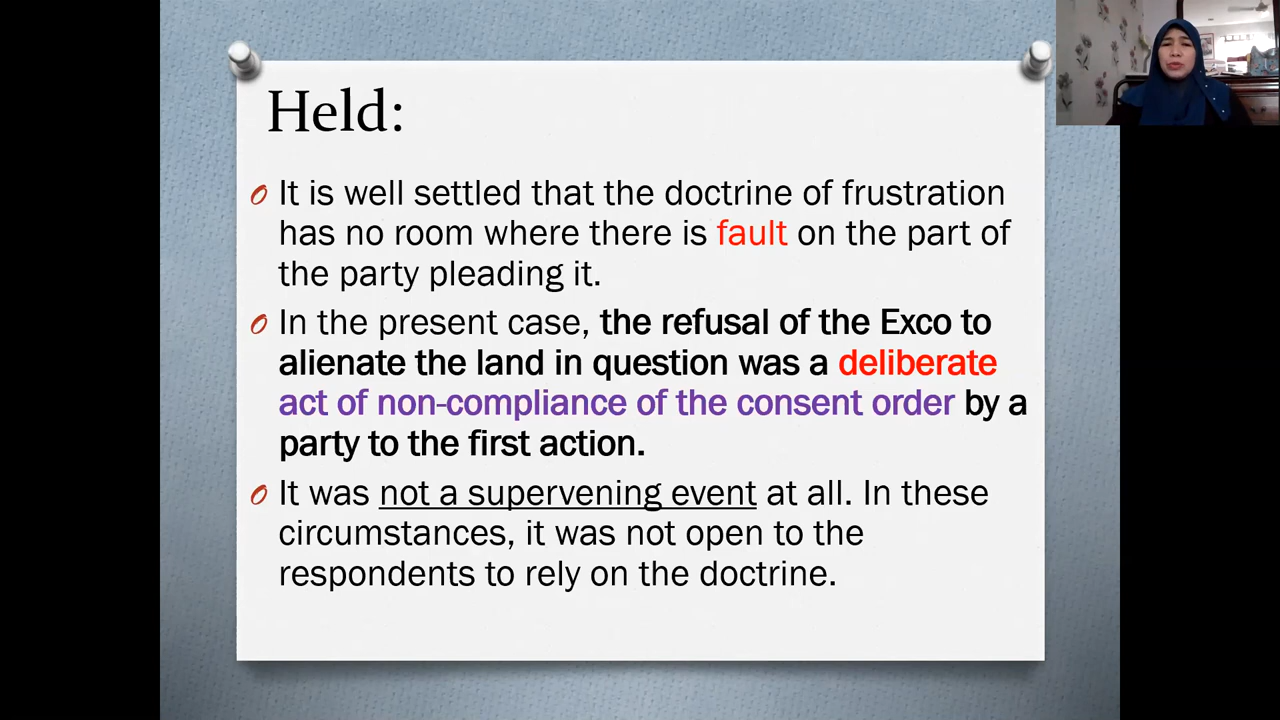 Held:
It is well settled that the doctrine of frustration
has no room where there is fault on the part of
the party pleading it.
In the present case, the refusal of the Exco to
alienate the land in question was a deliberate
act of non-compliance of the consent order by a
party to the first action.
It was not a supervening event at all. In these
circumstances, it was not open to the
respondents to rely on the doctrine.